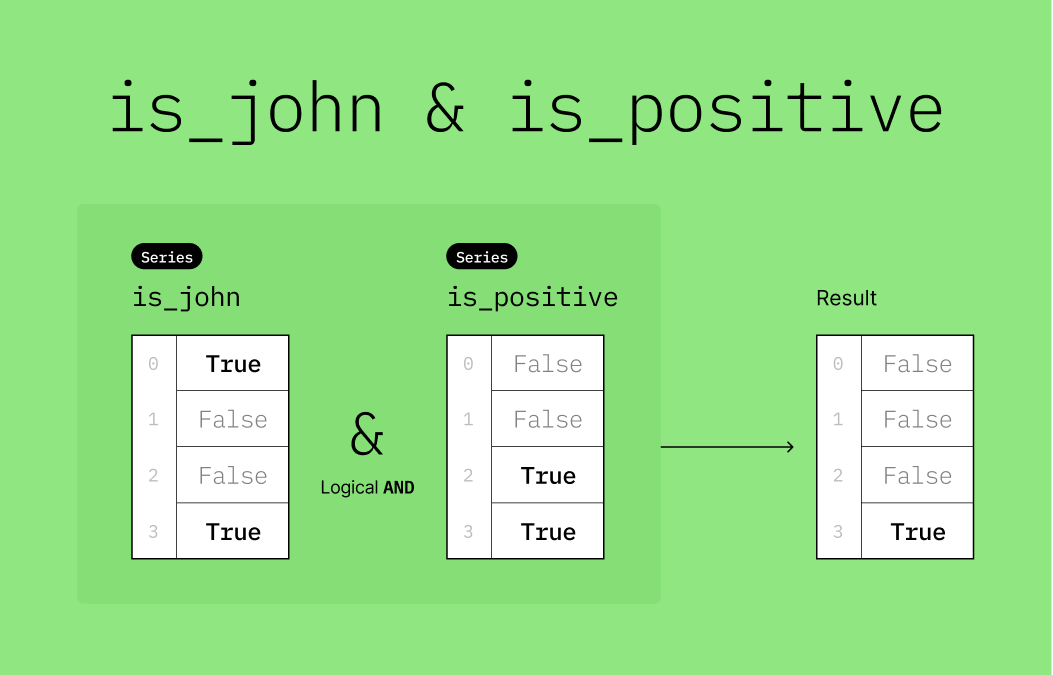 is_john & is_positive
Series
is_john
0 True
1 False
2 False
3 True
&
Logical AND
Series
is_positive
0 False
1 False
2 True
3 True
Result
0 False
1 False
2 False
3 True